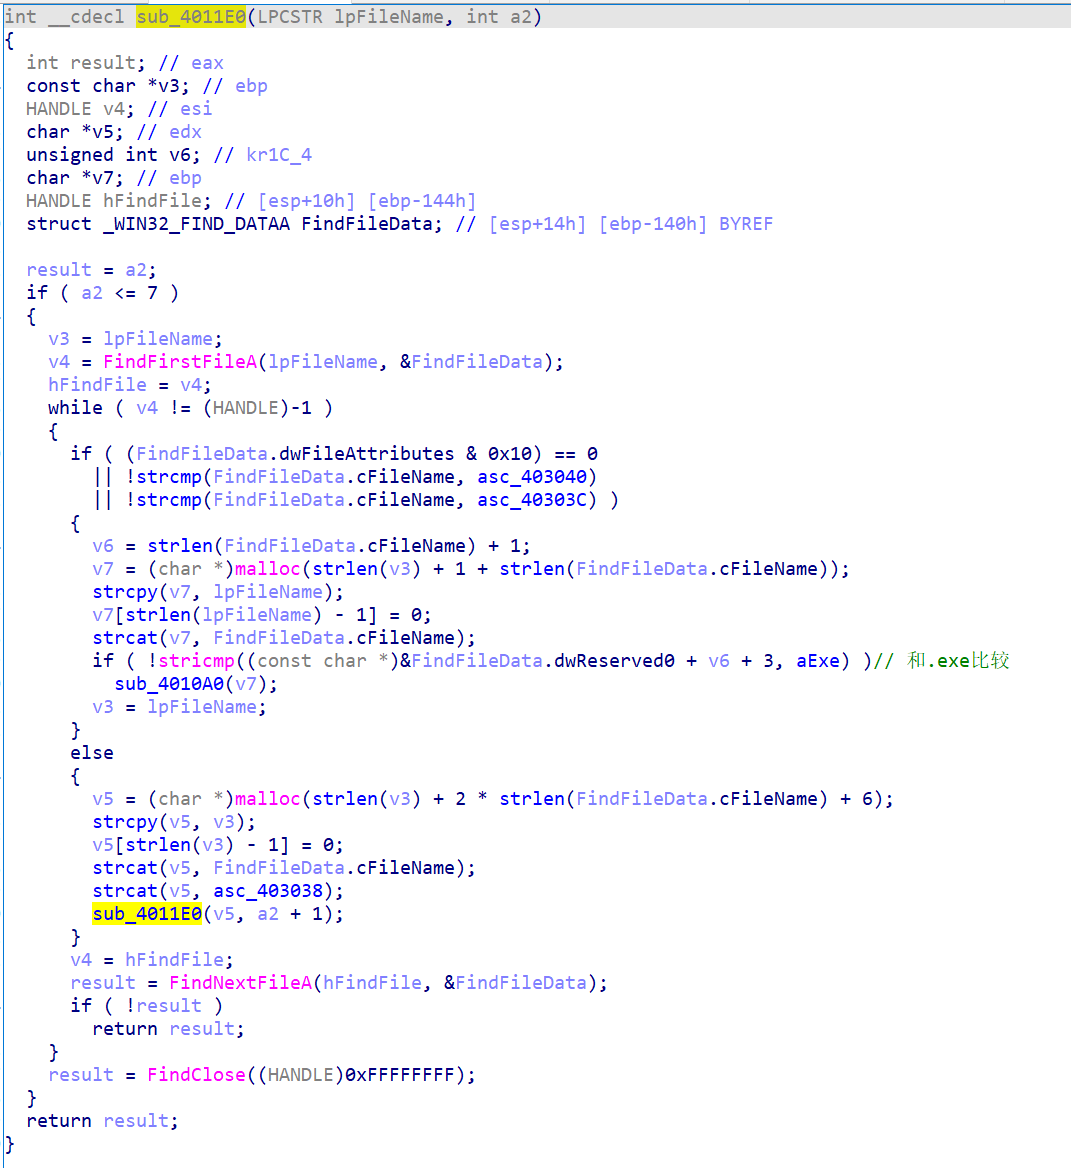 int __cdecl sub_4011E0(LPCSTR lpFileName, int a2)
{
  int result; // eax
  const char *v3; // ebp
  HANDLE v4; // esi
  char *v5; // edx
  unsigned int v6; // kr1C_4
  char *v7; // ebp
  HANDLE hFindFile; // [esp+10h] [ebp-144h]
  struct _WIN32_FIND_DATAA FindFileData; // [esp+14h] [ebp-140h] BYREF

  result = a2;
  if ( a2 <= 7 )
  {
    v3 = lpFileName;
    v4 = FindFirstFileA(lpFileName, &FindFileData);
    hFindFile = v4;
    while ( v4 != (HANDLE)-1 )
    {
      if ( (FindFileData.dwFileAttributes & 0x10) == 0
        || !strcmp(FindFileData.cFileName, asc_403040)
        || !strcmp(FindFileData.cFileName, asc_40303C) )
      {
        v6 = strlen(FindFileData.cFileName) + 1;
        v7 = (char *)malloc(strlen(v3) + 1 + strlen(FindFileData.cFileName));
        strcpy(v7, lpFileName);
        v7[strlen(lpFileName) - 1] = 0;
        strcat(v7, FindFileData.cFileName);
        if ( !stricmp((const char *)&FindFileData.dwReserved0 + v6 + 3, aExe) )// 和.exe比较
          sub_4010A0(v7);
        v3 = lpFileName;
      }
      else
      {
        v5 = (char *)malloc(strlen(v3) + 2 * strlen(FindFileData.cFileName) + 6);
        strcpy(v5, v3);
        v5[strlen(v3) - 1] = 0;
        strcat(v5, FindFileData.cFileName);
        strcat(v5, asc_403038);
        sub_4011E0(v5, a2 + 1);
      }
      v4 = hFindFile;
      result = FindNextFileA(hFindFile, &FindFileData);
      if ( !result )
        return result;
    }
    result = FindClose((HANDLE)0xFFFFFFFF);
  }
  return result;
}